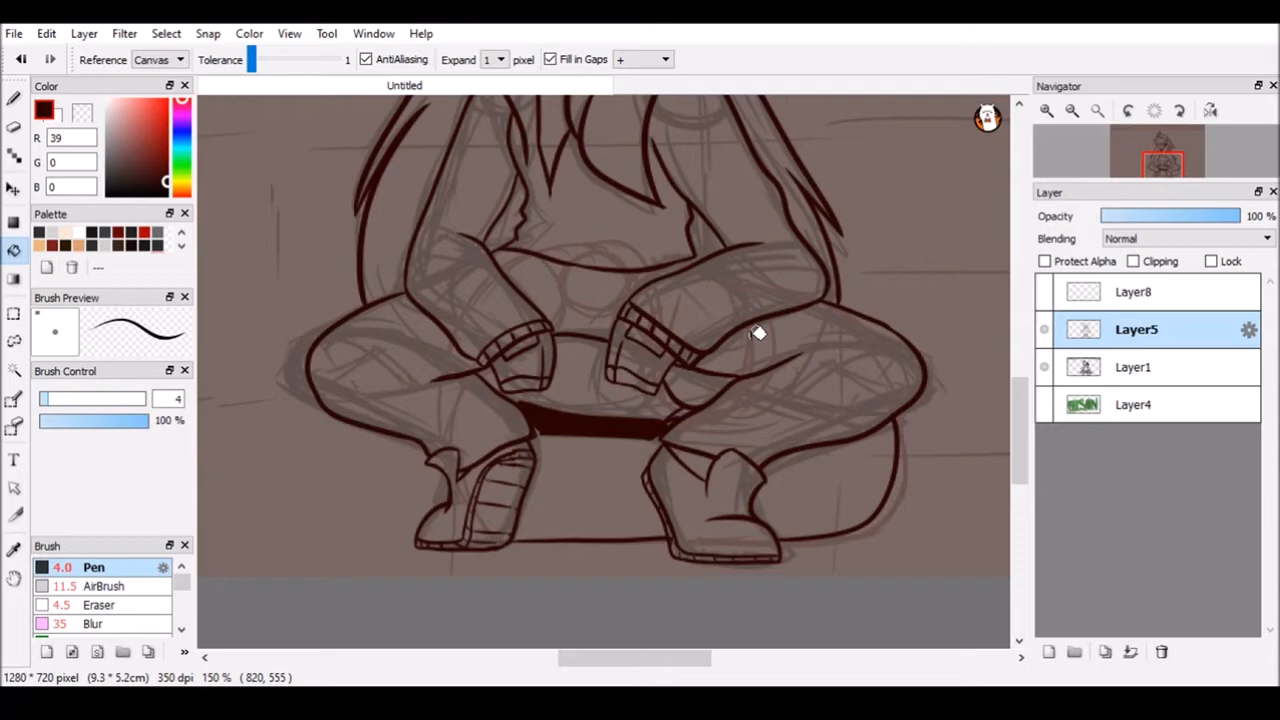 File Edit Layer Filter Select Snap Color View Tool Window Help
Reference Canvas Tolerance 1 AntiAliasing Expand 1 pixel Fill in Gaps +
Color Untitled Navigator
R 39
G 0
B 0
Palette
---
Brush Preview
Brush Control
4
100 %
Brush
4.0 Pen
11.5 AirBrush
4.5 Eraser
35 Blur
Layer
Opacity 100 %
Blending Normal
Protect Alpha Clipping Lock
Layer8
Layer5
Layer1
Layer4
1280 * 720 pixel (9.3 * 5.2cm) 350 dpi 150 % ( 820, 555 )